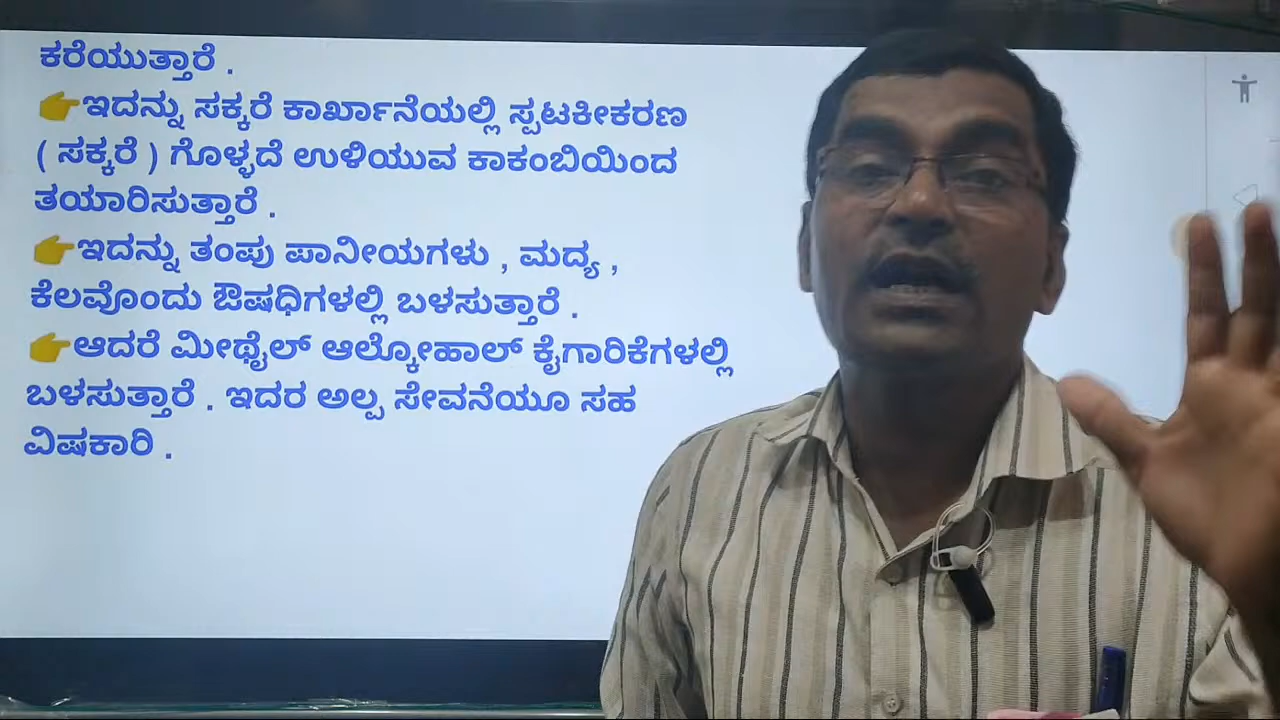 ಕರೆಯುತ್ತಾರೆ .
👉ಇದನ್ನು ಸಕ್ಕರೆ ಕಾರ್ಖಾನೆಯಲ್ಲಿ ಸ್ಪಟಕೀಕರಣ
( ಸಕ್ಕರೆ ) ಗೊಳ್ಳದೆ ಉಳಿಯುವ ಕಾಕಂಬಿಯಿಂದ
ತಯಾರಿಸುತ್ತಾರೆ .
👉ಇದನ್ನು ತಂಪು ಪಾನೀಯಗಳು , ಮದ್ಯ ,
ಕೆಲವೊಂದು ಔಷಧಿಗಳಲ್ಲಿ ಬಳಸುತ್ತಾರೆ .
👉ಆದರೆ ಮೀಥೈಲ್ ಆಲ್ಕೋಹಾಲ್ ಕೈಗಾರಿಕೆಗಳಲ್ಲಿ
ಬಳಸುತ್ತಾರೆ . ಇದರ ಅಲ್ಪ ಸೇವನೆಯೂ ಸಹ
ವಿಷಕಾರಿ .